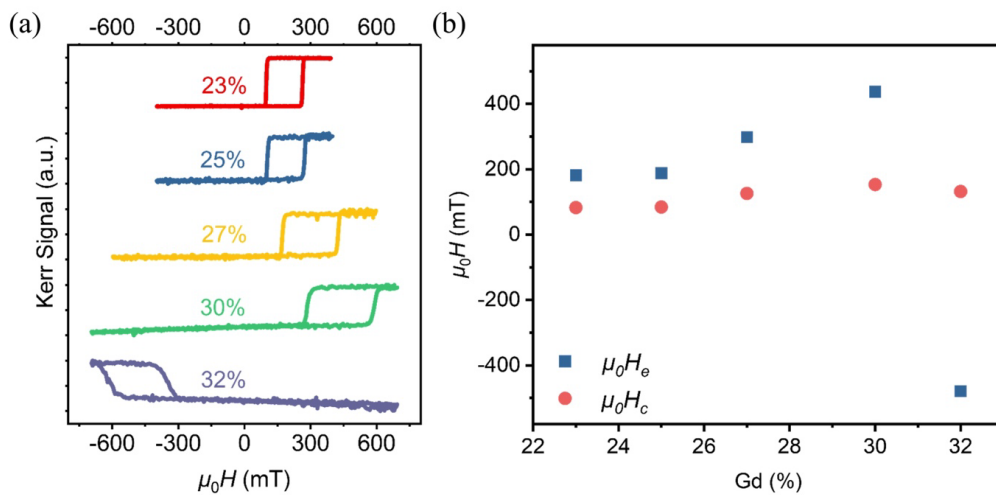 (a)
-600 -300 0 300 600
23%
25%
27%
30%
32%
Kerr Signal (a.u.)
-600 -300 0 300 600
μ₀H (mT)
(b)
400
200
0
-200
-400
μ₀H (mT)
μ₀Hₑ
μ₀H꜀
22 24 26 28 30 32
Gd (%)